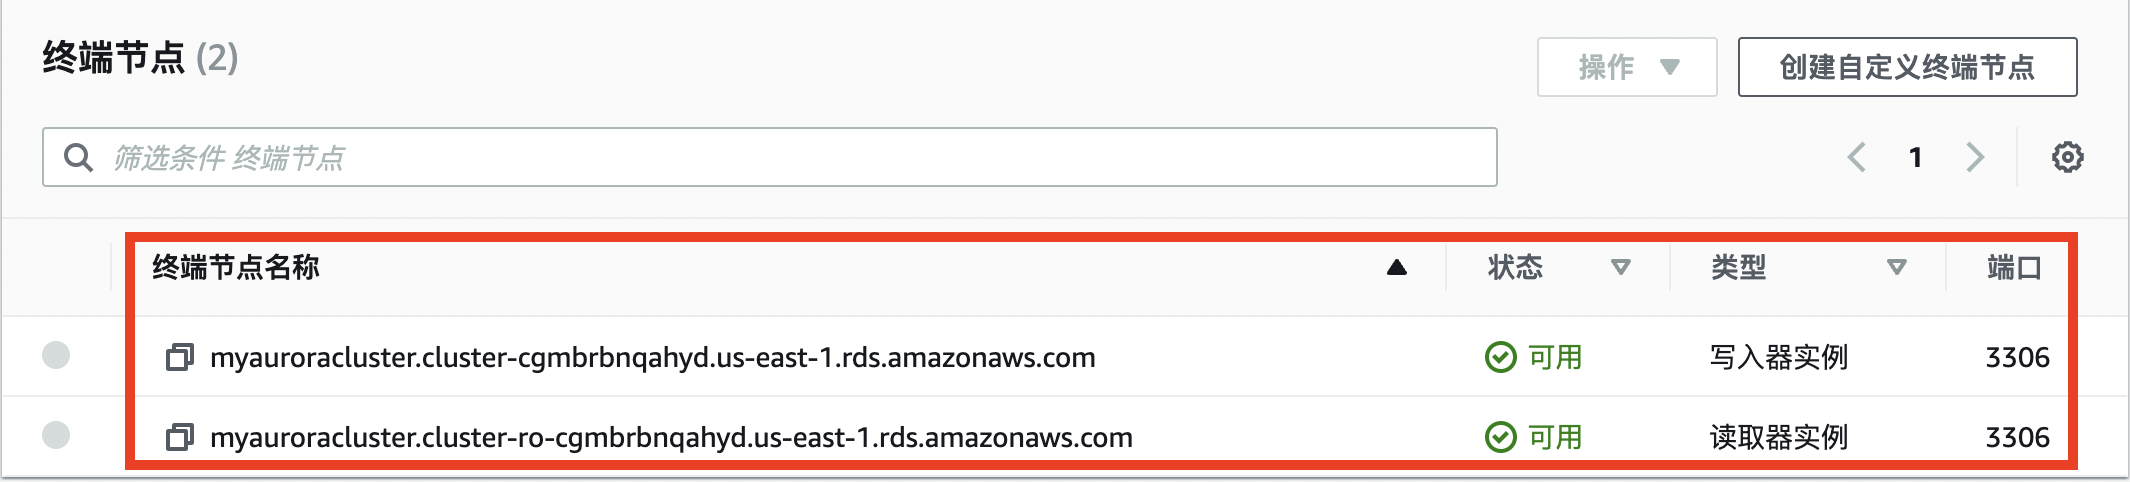 终端节点 (2)
操作
创建自定义终端节点
筛选条件 终端节点
1
终端节点名称 状态 类型 端口
myauroracluster.cluster-cgmbrbnqahyd.us-east-1.rds.amazonaws.com 可用 写入器实例 3306
myauroracluster.cluster-ro-cgmbrbnqahyd.us-east-1.rds.amazonaws.com 可用 读取器实例 3306